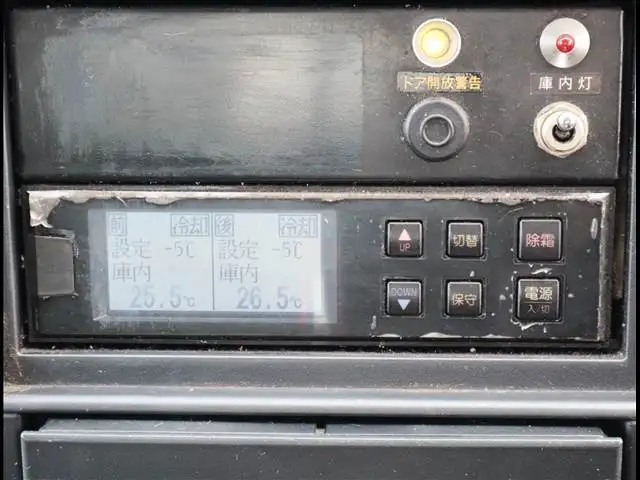 ドア開放警告
庫内灯
前 冷却 後 冷却
設定 -5℃ 設定 -5℃
庫内 庫内
25.5℃ 26.5℃
UP
切替
除霜
DOWN
保守
電源
入/切